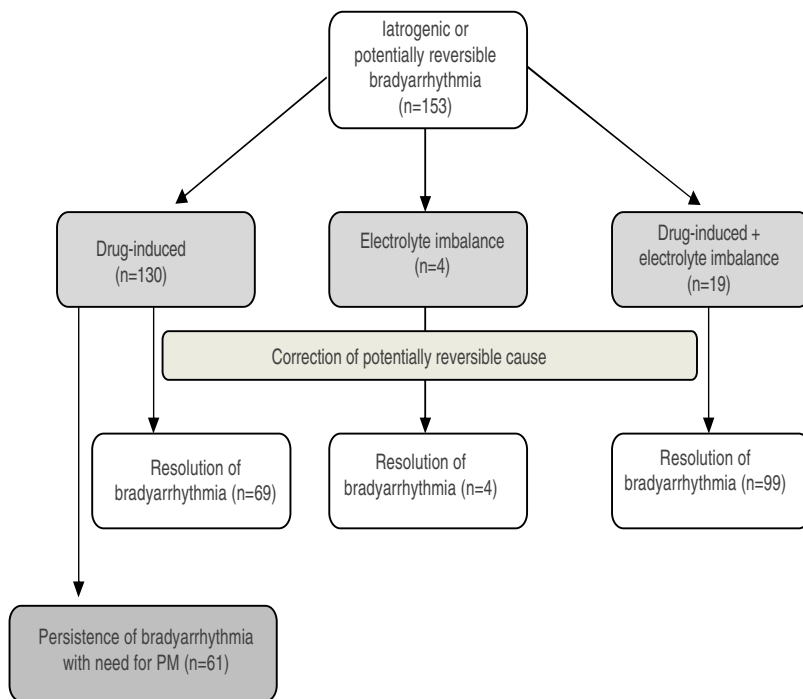 Iatrogenic or
potentially reversible
bradyarrhythmia
(n=153)
Drug-induced
(n=130)
Electrolyte imbalance
(n=4)
Drug-induced +
electrolyte imbalance
(n=19)
Correction of potentially reversible cause
Resolution of
bradyarrhythmia (n=69)
Resolution of
bradyarrhythmia (n=4)
Resolution of
bradyarrhythmia (n=99)
Persistence of bradyarrhythmia
with need for PM (n=61)